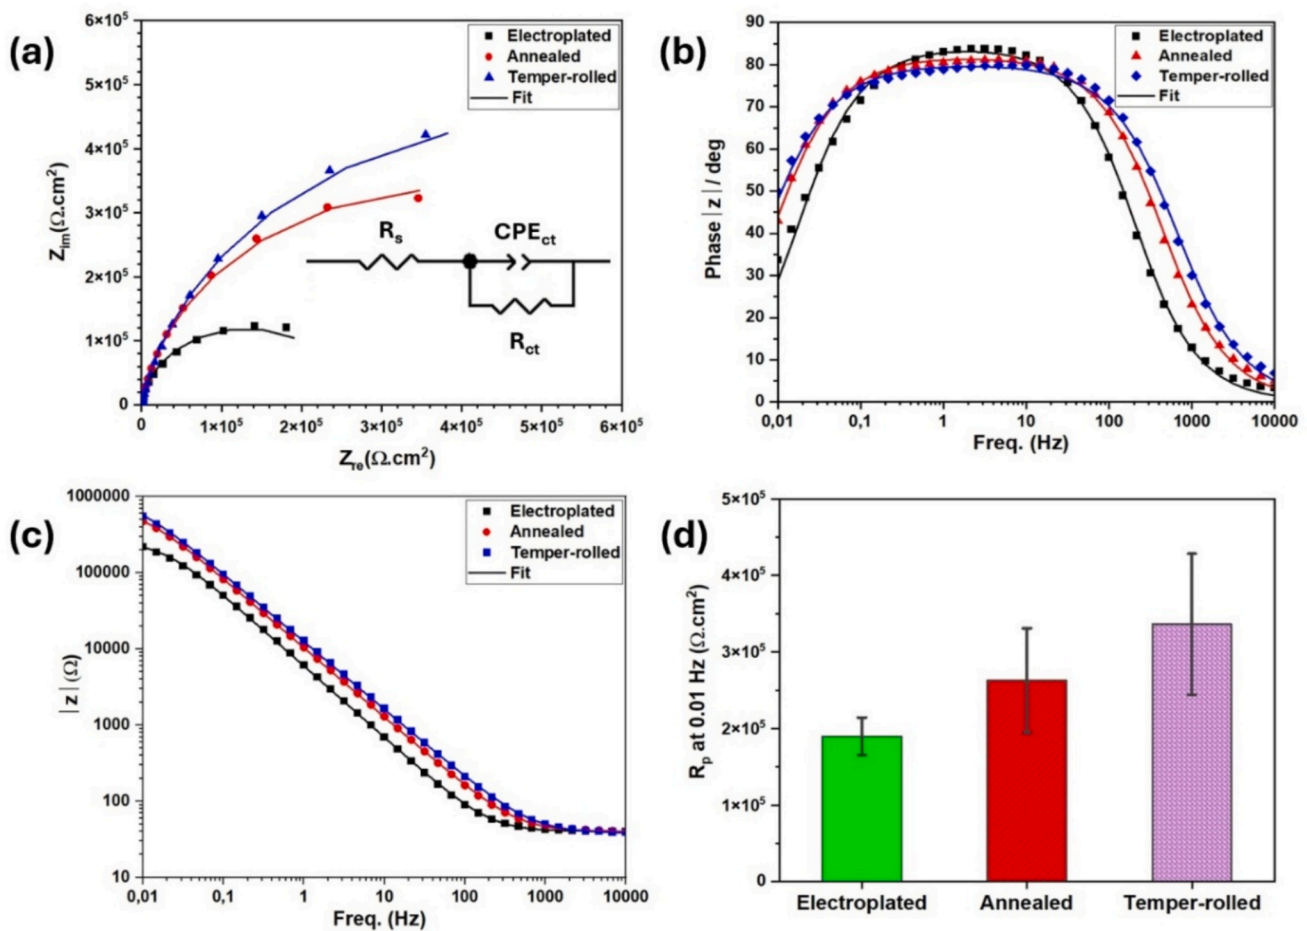 (a)
6×10⁵
5×10⁵
4×10⁵
3×10⁵
2×10⁵
1×10⁵
0
Z_im(Ω.cm²)
Electroplated
Annealed
Temper-rolled
Fit
R_s
CPE_ct
R_ct
0
1×10⁵
2×10⁵
3×10⁵
4×10⁵
5×10⁵
6×10⁵
Z_re(Ω.cm²)
(b)
90
80
70
60
50
40
30
20
10
0
Phase |z| / deg
Electroplated
Annealed
Temper-rolled
Fit
0,01
0,1
1
10
100
1000
10000
Freq. (Hz)
(c)
1000000
100000
10000
1000
100
10
|z|(Ω)
Electroplated
Annealed
Temper-rolled
Fit
0,01
0,1
1
10
100
1000
10000
Freq. (Hz)
(d)
5×10⁵
4×10⁵
3×10⁵
2×10⁵
1×10⁵
0
R_p at 0.01 Hz (Ω.cm²)
Electroplated
Annealed
Temper-rolled